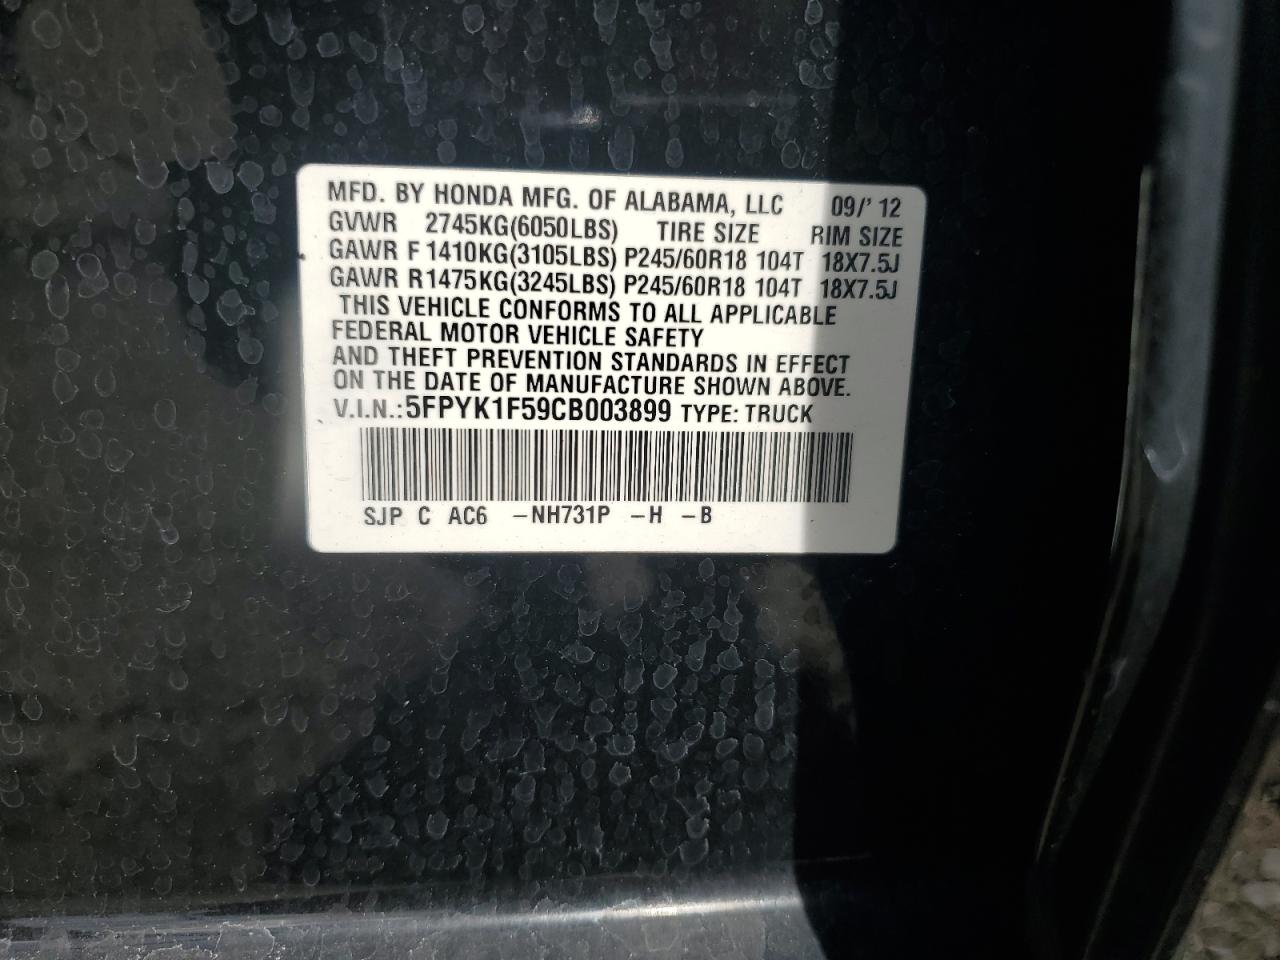 MFD. BY HONDA MFG. OF ALABAMA, LLC 09/' 12
GVWR 2745KG(6050LBS) TIRE SIZE RIM SIZE
GAWR F 1410KG(3105LBS) P245/60R18 104T 18X7.5J
GAWR R1475KG(3245LBS) P245/60R18 104T 18X7.5J
THIS VEHICLE CONFORMS TO ALL APPLICABLE
FEDERAL MOTOR VEHICLE SAFETY
AND THEFT PREVENTION STANDARDS IN EFFECT
ON THE DATE OF MANUFACTURE SHOWN ABOVE.
V.I.N.:5FPYK1F59CB003899 TYPE: TRUCK
SJP C AC6 -NH731P -H -B